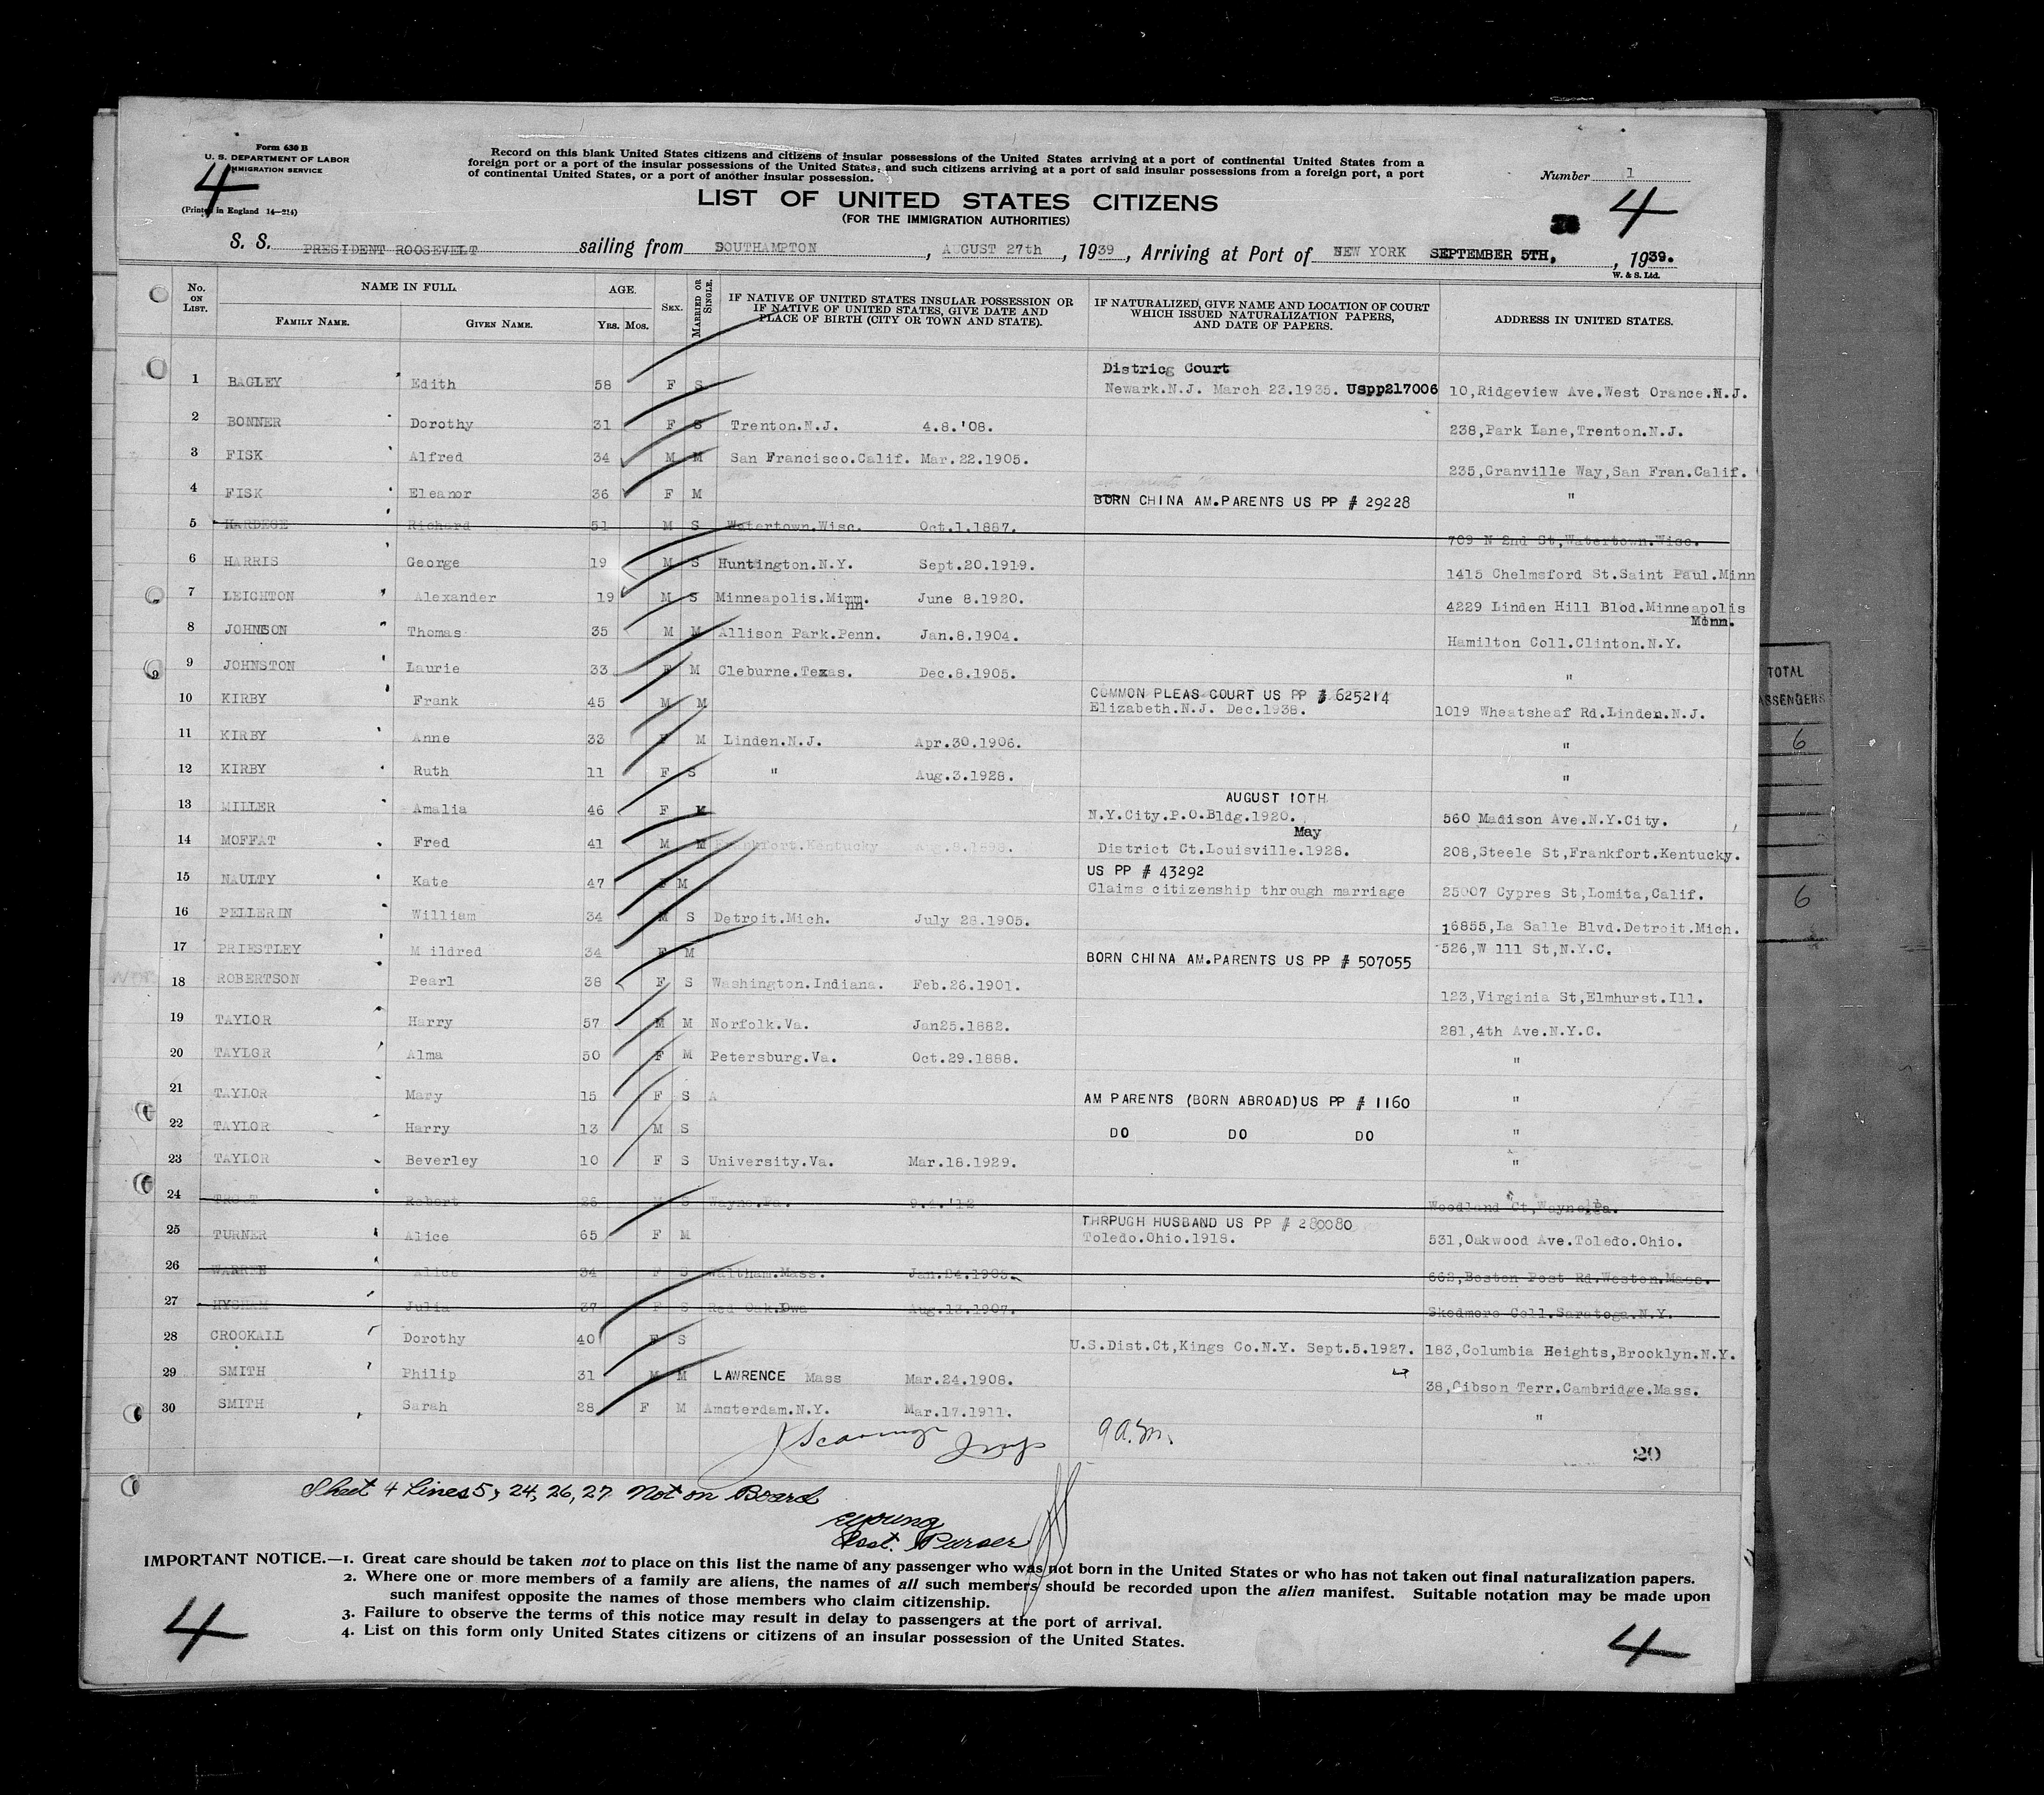 Form 630 B
U. S. DEPARTMENT OF LABOR
IMMIGRATION SERVICE
4
(Printed in England 14—214)
Record on this blank United States citizens and citizens of insular possessions of the United States arriving at a port of continental United States from a
foreign port or a port of the insular possessions of the United States, and such citizens arriving at a port of said insular possessions from a foreign port, a port
of continental United States, or a port of another insular possession.
Number 1
4
LIST OF UNITED STATES CITIZENS
(FOR THE IMMIGRATION AUTHORITIES)
S. S. PRESIDENT ROOSEVELT sailing from SOUTHAMPTON, AUGUST 27th, 1939, Arriving at Port of NEW YORK SEPTEMBER 5TH, , 1939.
W. & S. Ltd.
No. ON LIST. NAME IN FULL. AGE. SEX. MARRIED OR SINGLE. IF NATIVE OF UNITED STATES INSULAR POSSESSION OR IF NATIVE OF UNITED STATES, GIVE DATE AND PLACE OF BIRTH (CITY OR TOWN AND STATE). IF NATURALIZED, GIVE NAME AND LOCATION OF COURT WHICH ISSUED NATURALIZATION PAPERS, AND DATE OF PAPERS. ADDRESS IN UNITED STATES.
FAMILY NAME. GIVEN NAME. YRS. MOS.
Districg Court
1 BAGLEY Edith 58 F S Newark.N.J. March 23.1935. USpp217006 10,Ridgeview Ave.West Orance.N.J.
2 BONNER Dorothy 31 F S Trenton.N.J. 4.8.'08. 238,Park Lane,Trenton.N.J.
3 FISK Alfred 34 M M San Francisco.Calif. Mar.22.1905. 235,Granville Way,San Fran.Calif.
4 FISK Eleanor 36 F M BORN CHINA AM.PARENTS US PP # 29228 "
5 HARDEGE Richard 51 M S Watertown.Wisc. Oct.1.1887. 709 N 2nd St,Watertown.Wisc.
6 HARRIS George 19 M S Huntington.N.Y. Sept.20.1919. 1415 Chelmsford St.Saint Paul.Minn
7 LEIGHTON Alexander 19 M S Minneapolis.Minn. June 8.1920. 4229 Linden Hill Blod.Minneapolis
Minn.
8 JOHNSON Thomas 35 M M Allison Park.Penn. Jan.8.1904. Hamilton Coll.Clinton.N.Y.
9 JOHNSTON Laurie 33 F M Cleburne.Texas. Dec.8.1905. "
10 KIRBY Frank 45 M M COMMON PLEAS COURT US PP # 625214
Elizabeth.N.J. Dec.1938. 1019 Wheatsheaf Rd.Linden.N.J.
11 KIRBY Anne 33 F M Linden.N.J. Apr.30.1906. "
12 KIRBY Ruth 11 F S " Aug.3.1928. "
AUGUST 10TH
13 MILLER Amalia 46 F M N.Y.City.P.O.Bldg.1920. 560 Madison Ave.N.Y.City.
May
14 MOFFAT Fred 41 M M Frankfort.Kentucky Aug.8.1898. District Ct.Louisville.1928. 208,Steele St,Frankfort.Kentucky.
US PP # 43292
15 NAULTY Kate 47 F M Claims citizenship through marriage 25007 Cypres St,Lomita,Calif.
16 PELLERIN William 34 M S Detroit.Mich. July 28.1905. 16855,La Salle Blvd.Detroit.Mich.
17 PRIESTLEY M ildred 34 F M BORN CHINA AM.PARENTS US PP # 507055 526,W 111 St,N.Y.C.
18 ROBERTSON Pearl 38 F S Washington.Indiana. Feb.26.1901. 123,Virginia St,Elmhurst.Ill.
19 TAYLOR Harry 57 M M Norfolk.Va. Jan25.1882. 281,4th Ave.N.Y.C.
20 TAYLOR Alma 50 F M Petersburg.Va. Oct.29.1888. "
21 TAYLOR Mary 15 F S A AM PARENTS (BORN ABROAD)US PP # 1160 "
22 TAYLOR Harry 13 M S DO DO DO "
23 TAYLOR Beverley 10 F S University.Va. Mar.18.1929. "
24 TROST Robert 26 M S Wayne.Pa. 9.4.'12 Woodland Ct,Wayne,Pa.
THRPUGH HUSBAND US PP # 280080
25 TURNER Alice 65 F M Toledo.Ohio.1918. 531,Oakwood Ave.Toledo.Ohio.
26 WARREN Alice 34 F S Waltham.Mass. Jan.24.1905. 662,Boston Post Rd.Weston.Mass.
27 HYSHAM Julia 37 F S Red Oak.Iowa Aug.13.1907. Skedmore Coll.Saratoga.N.Y.
28 CROOKALL Dorothy 40 F S U.S.Dist.Ct,Kings Co.N.Y. Sept.5.1927. 183,Columbia Heights,Brooklyn.N.Y.
29 SMITH Philip 31 M M LAWRENCE Mass Mar.24.1908. 38,Gibson Terr.Cambridge.Mass.
30 SMITH Sarah 28 F M Amsterdam.N.Y. Mar.17.1911. "
20
Sheet 4 Lines 5, 24, 26, 27 Not on Board
EYoung
Asst. Purser
IMPORTANT NOTICE.—1. Great care should be taken not to place on this list the name of any passenger who was not born in the United States or who has not taken out final naturalization papers.
2. Where one or more members of a family are aliens, the names of all such members should be recorded upon the alien manifest. Suitable notation may be made upon
such manifest opposite the names of those members who claim citizenship.
3. Failure to observe the terms of this notice may result in delay to passengers at the port of arrival.
4. List on this form only United States citizens or citizens of an insular possession of the United States.
4
4
TOTAL
PASSENGERS
6
6